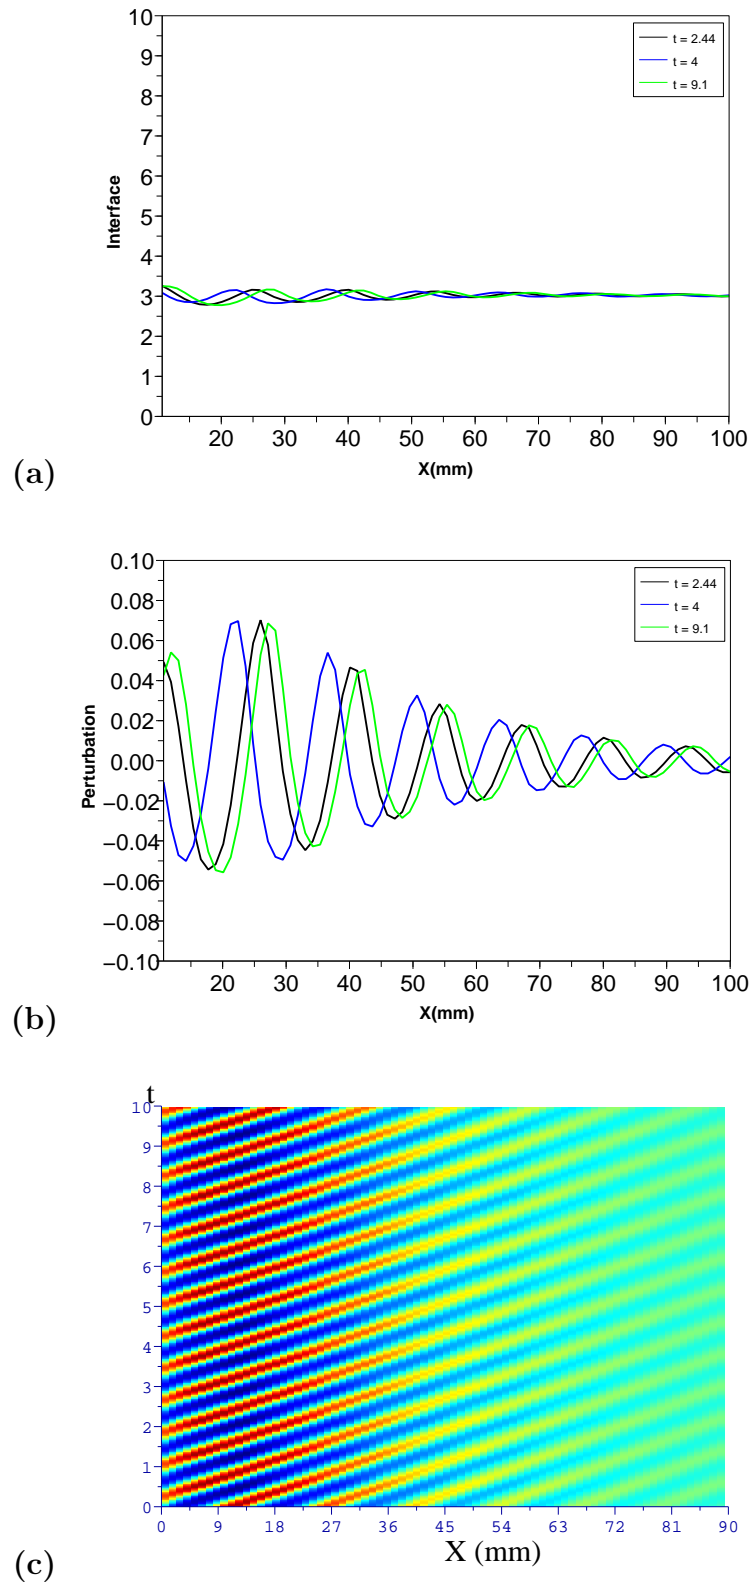 10
9
8
7
6
5
4
3
2
1
0
Interface
t = 2.44
t = 4
t = 9.1
20 30 40 50 60 70 80 90 100
X(mm)
(a)
0.10
0.08
0.06
0.04
0.02
0.00
−0.02
−0.04
−0.06
−0.08
−0.10
Perturbation
t = 2.44
t = 4
t = 9.1
20 30 40 50 60 70 80 90 100
X(mm)
(b)
t
10
9
8
7
6
5
4
3
2
1
0
0 9 18 27 36 45 54 63 72 81 90
X (mm)
(c)